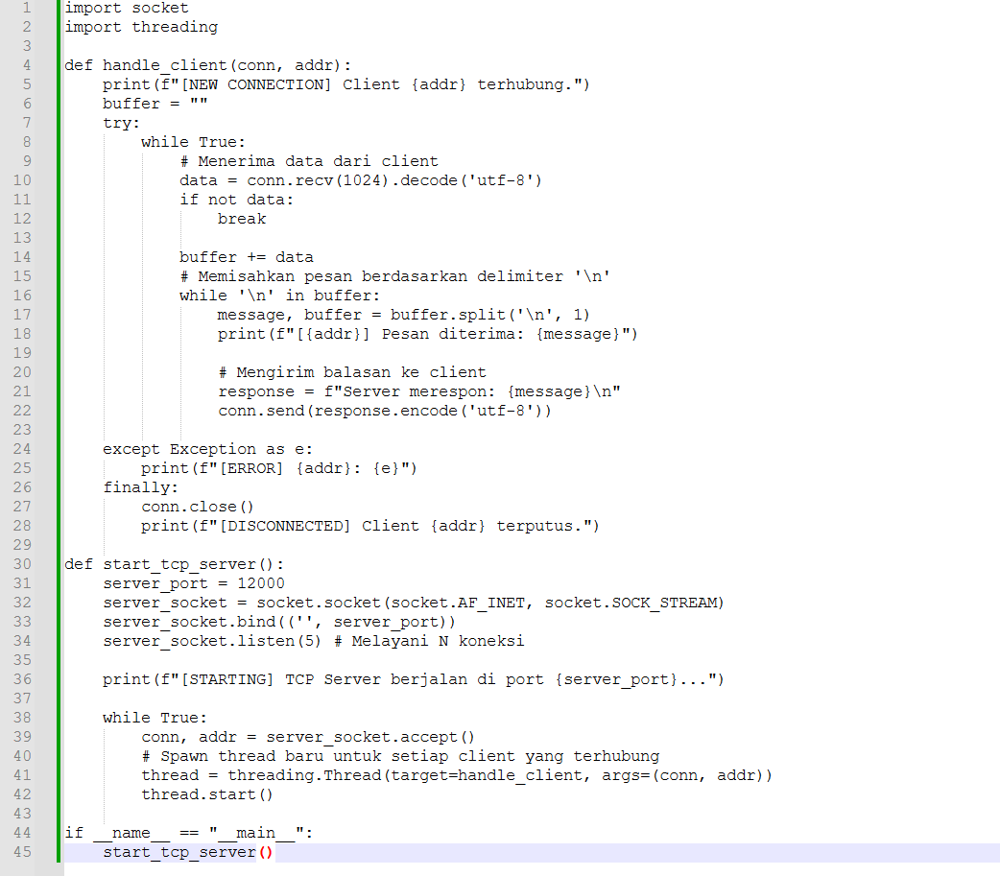 1 import socket
2 import threading
3
4 def handle_client(conn, addr):
5     print(f"[NEW CONNECTION] Client {addr} terhubung.")
6     buffer = ""
7     try:
8         while True:
9             # Menerima data dari client
10             data = conn.recv(1024).decode('utf-8')
11             if not data:
12                 break
13
14             buffer += data
15             # Memisahkan pesan berdasarkan delimiter '\n'
16             while '\n' in buffer:
17                 message, buffer = buffer.split('\n', 1)
18                 print(f"[{addr}] Pesan diterima: {message}")
19
20                 # Mengirim balasan ke client
21                 response = f"Server merespon: {message}\n"
22                 conn.send(response.encode('utf-8'))
23
24     except Exception as e:
25         print(f"[ERROR] {addr}: {e}")
26     finally:
27         conn.close()
28         print(f"[DISCONNECTED] Client {addr} terputus.")
29
30 def start_tcp_server():
31     server_port = 12000
32     server_socket = socket.socket(socket.AF_INET, socket.SOCK_STREAM)
33     server_socket.bind(('', server_port))
34     server_socket.listen(5) # Melayani N koneksi
35
36     print(f"[STARTING] TCP Server berjalan di port {server_port}...")
37
38     while True:
39         conn, addr = server_socket.accept()
40         # Spawn thread baru untuk setiap client yang terhubung
41         thread = threading.Thread(target=handle_client, args=(conn, addr))
42         thread.start()
43
44 if __name__ == "__main__":
45     start_tcp_server()